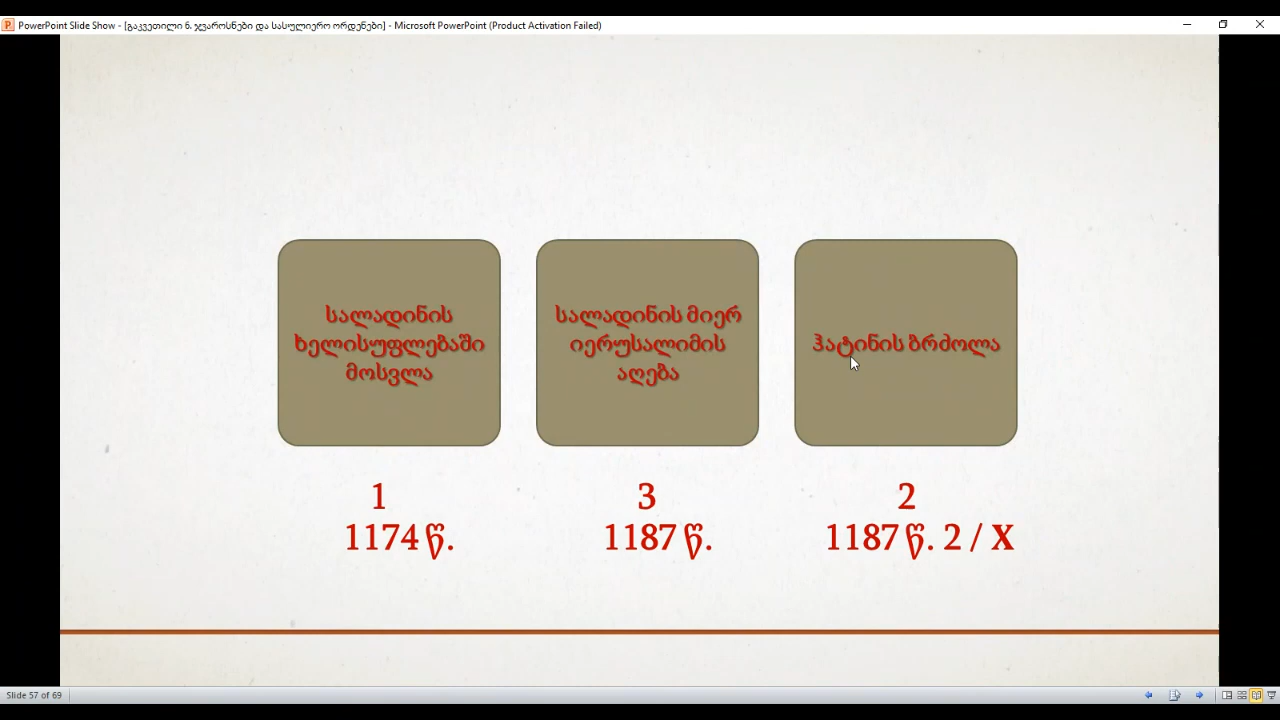 PowerPoint Slide Show - [გაკვეთილი 6. ჯვაროსნები და სასულიერო ორდენები] - Microsoft PowerPoint (Product Activation Failed)
სალადინის
ხელისუფლებაში
მოსვლა
სალადინის მიერ
იერუსალიმის
აღება
ჰატინის ბრძოლა
1
1174 წ.
3
1187 წ.
2
1187 წ. 2 / X
Slide 57 of 69